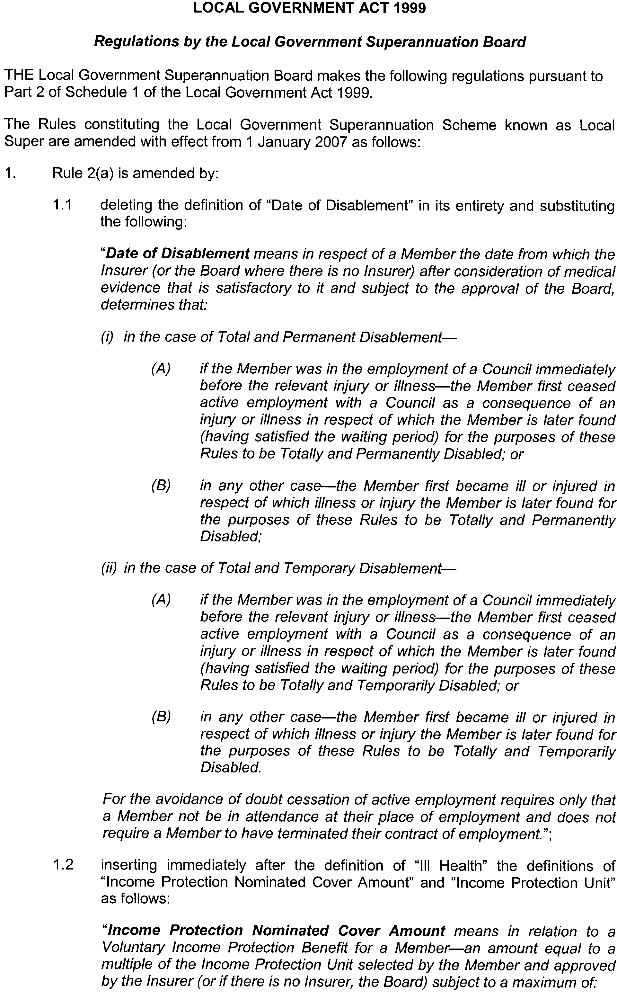 LOCAL GOVERNMENT ACT 1999
Regulations by the Local Government Superannuation Board
THE Local Government Superannuation Board makes the following regulations pursuant to
Part 2 of Schedule 1 of the Local Government Act 1999.
The Rules constituting the Local Government Superannuation Scheme known as Local
Super are amended with effect from 1 January 2007 as follows:
1. Rule 2(a) is amended by:
1.1 deleting the definition of “Date of Disablement” in its entirety and substituting
the following:
“Date of Disablement means in respect of a Member the date from which the
Insurer (or the Board where there is no Insurer) after consideration of medical
evidence that is satisfactory to it and subject to the approval of the Board,
determines that:
(i) in the case of Total and Permanent Disablement—
(A) if the Member was in the employment of a Council immediately
before the relevant injury or illness—the Member first ceased
active employment with a Council as a consequence of an
injury or illness in respect of which the Member is later found
(having satisfied the waiting period) for the purposes of these
Rules to be Totally and Permanently Disabled; or
(B) in any other case—the Member first became ill or injured in
respect of which illness or injury the Member is later found for
the purposes of these Rules to be Totally and Permanently
Disabled;
(ii) in the case of Total and Temporary Disablement—
(A) if the Member was in the employment of a Council immediately
before the relevant injury or illness—the Member first ceased
active employment with a Council as a consequence of an
injury or illness in respect of which the Member is later found
(having satisfied the waiting period) for the purposes of these
Rules to be Totally and Temporarily Disabled; or
(B) in any other case—the Member first became ill or injured in
respect of which illness or injury the Member is later found for
the purposes of these Rules to be Totally and Temporarily
Disabled.
For the avoidance of doubt cessation of active employment requires only that
a Member not be in attendance at their place of employment and does not
require a Member to have terminated their contract of employment.”;
1.2 inserting immediately after the definition of “Ill Health” the definitions of
“Income Protection Nominated Cover Amount” and “Income Protection Unit”
as follows:
“Income Protection Nominated Cover Amount means in relation to a
Voluntary Income Protection Benefit for a Member—an amount equal to a
multiple of the Income Protection Unit selected by the Member and approved
by the Insurer (or if there is no Insurer, the Board) subject to a maximum of: